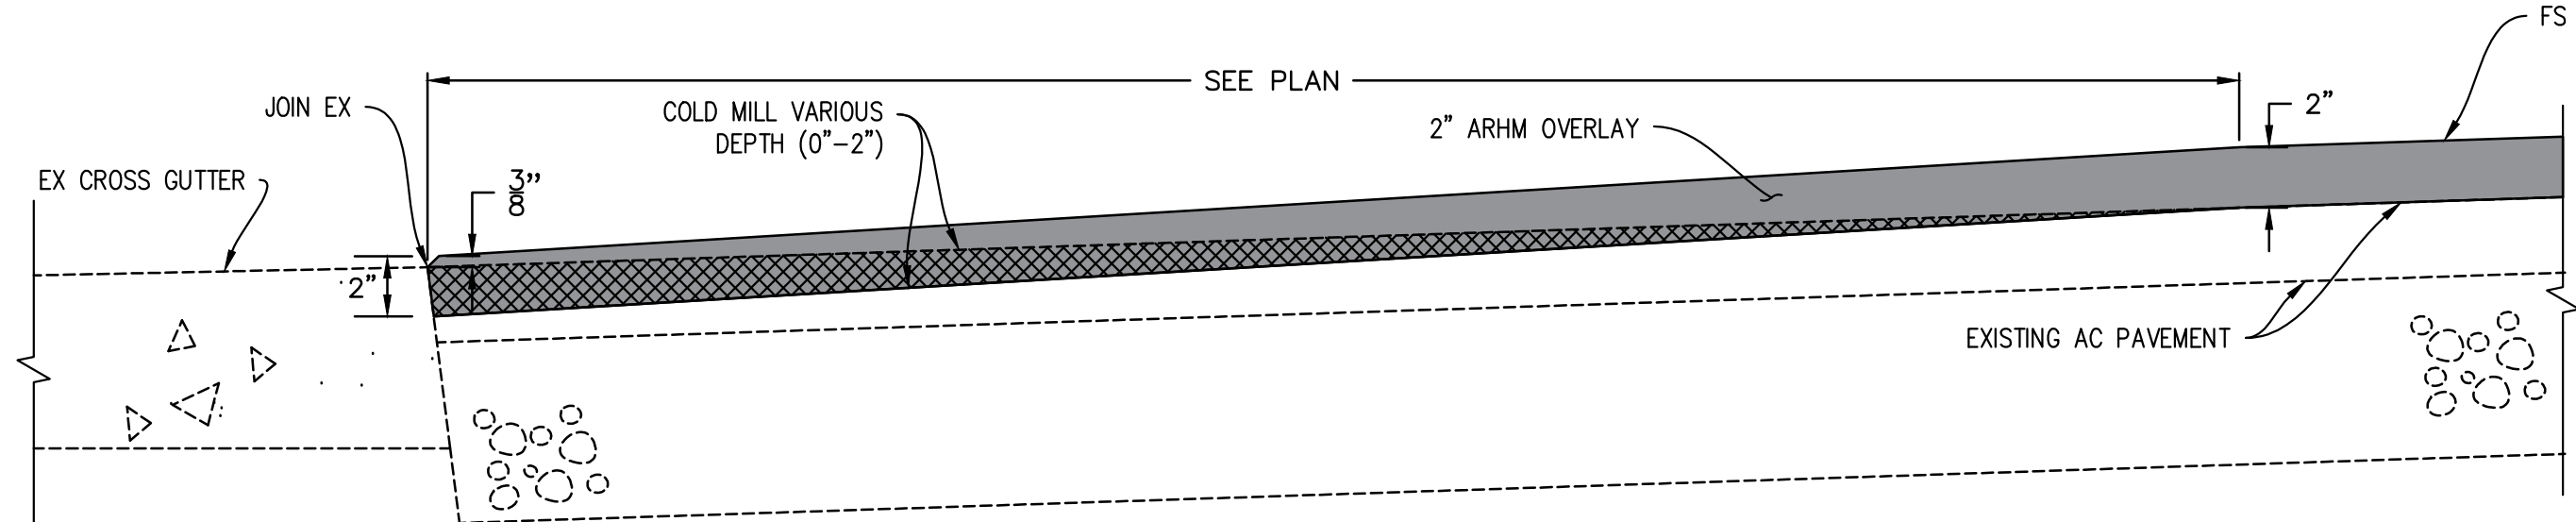 FS
SEE PLAN
2”
JOIN EX
COLD MILL VARIOUS
DEPTH (0”–2”)
2” ARHM OVERLAY
EX CROSS GUTTER
3/8”
2”
EXISTING AC PAVEMENT